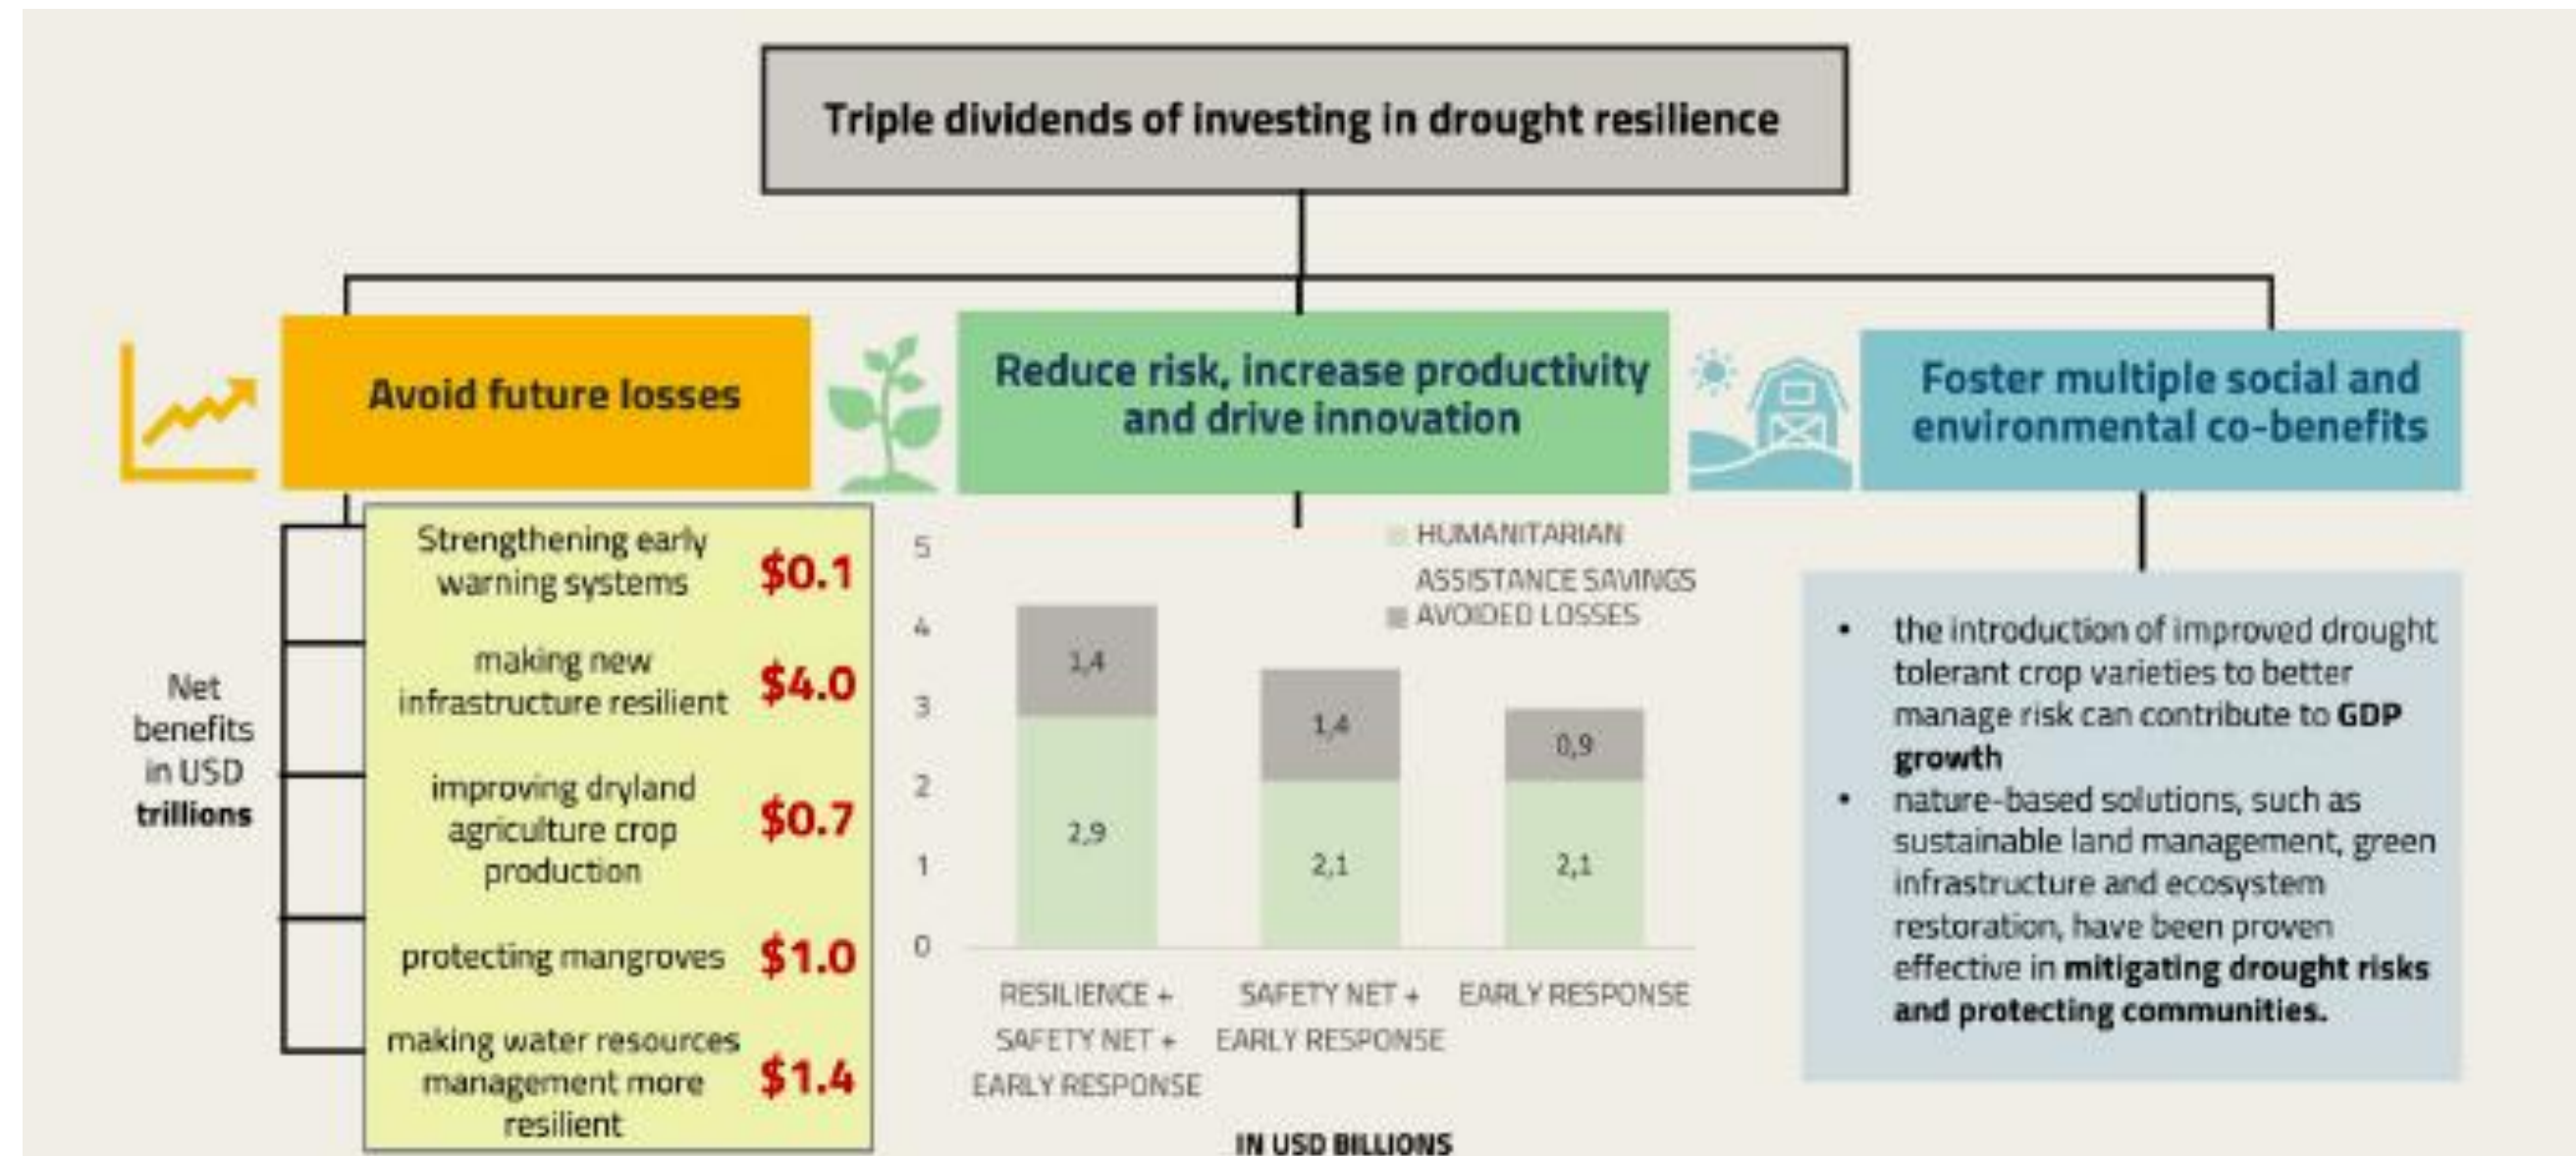 Triple dividends of investing in drought resilience
Avoid future losses
Reduce risk, increase productivity
and drive innovation
Foster multiple social and
environmental co-benefits
Net
benefits
in USD
trillions
Strengthening early
warning systems
$0.1
making new
infrastructure resilient
$4.0
improving dryland
agriculture crop
production
$0.7
protecting mangroves
$1.0
making water resources
management more
resilient
$1.4
HUMANITARIAN
ASSISTANCE SAVINGS
AVOIDED LOSSES
5
4
3
2
1
0
1,4
2,9
1,4
2,1
0,9
2,1
RESILIENCE +
SAFETY NET +
EARLY RESPONSE
SAFETY NET +
EARLY RESPONSE
EARLY RESPONSE
IN USD BILLIONS
• the introduction of improved drought
tolerant crop varieties to better
manage risk can contribute to GDP
growth
• nature-based solutions, such as
sustainable land management, green
infrastructure and ecosystem
restoration, have been proven
effective in mitigating drought risks
and protecting communities.